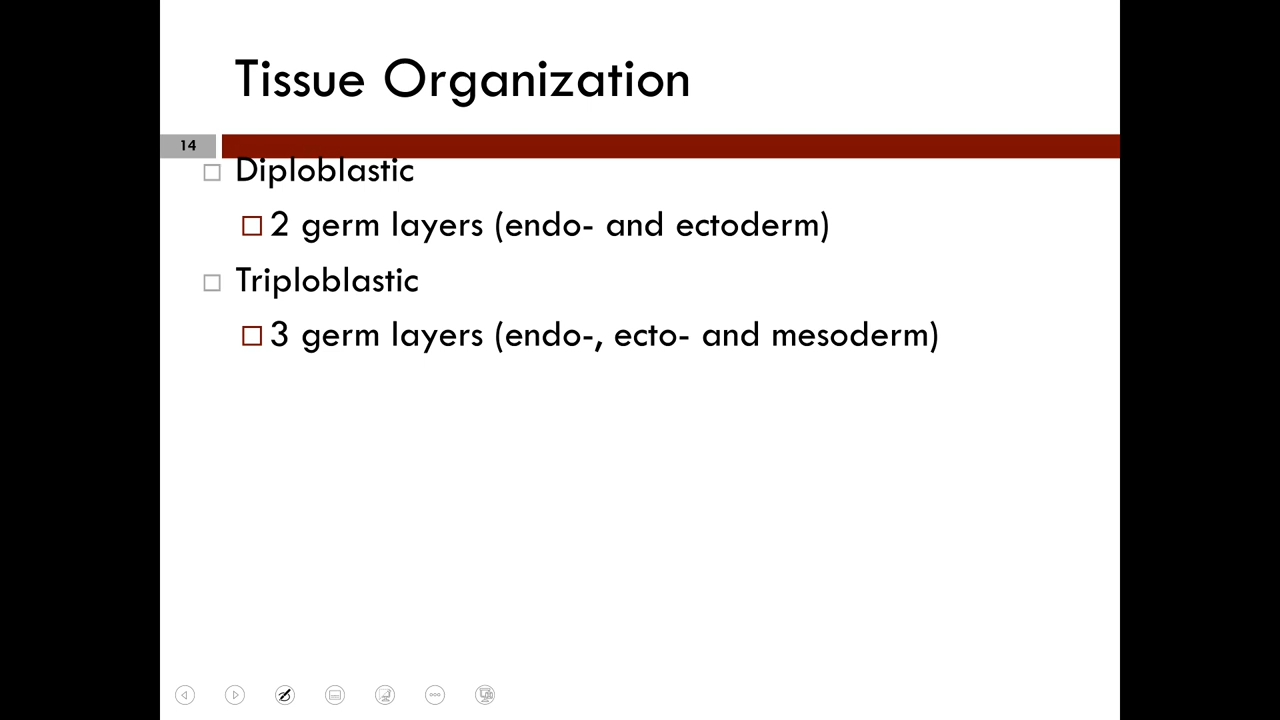 Tissue Organization
14
Diploblastic
2 germ layers (endo- and ectoderm)
Triploblastic
3 germ layers (endo-, ecto- and mesoderm)